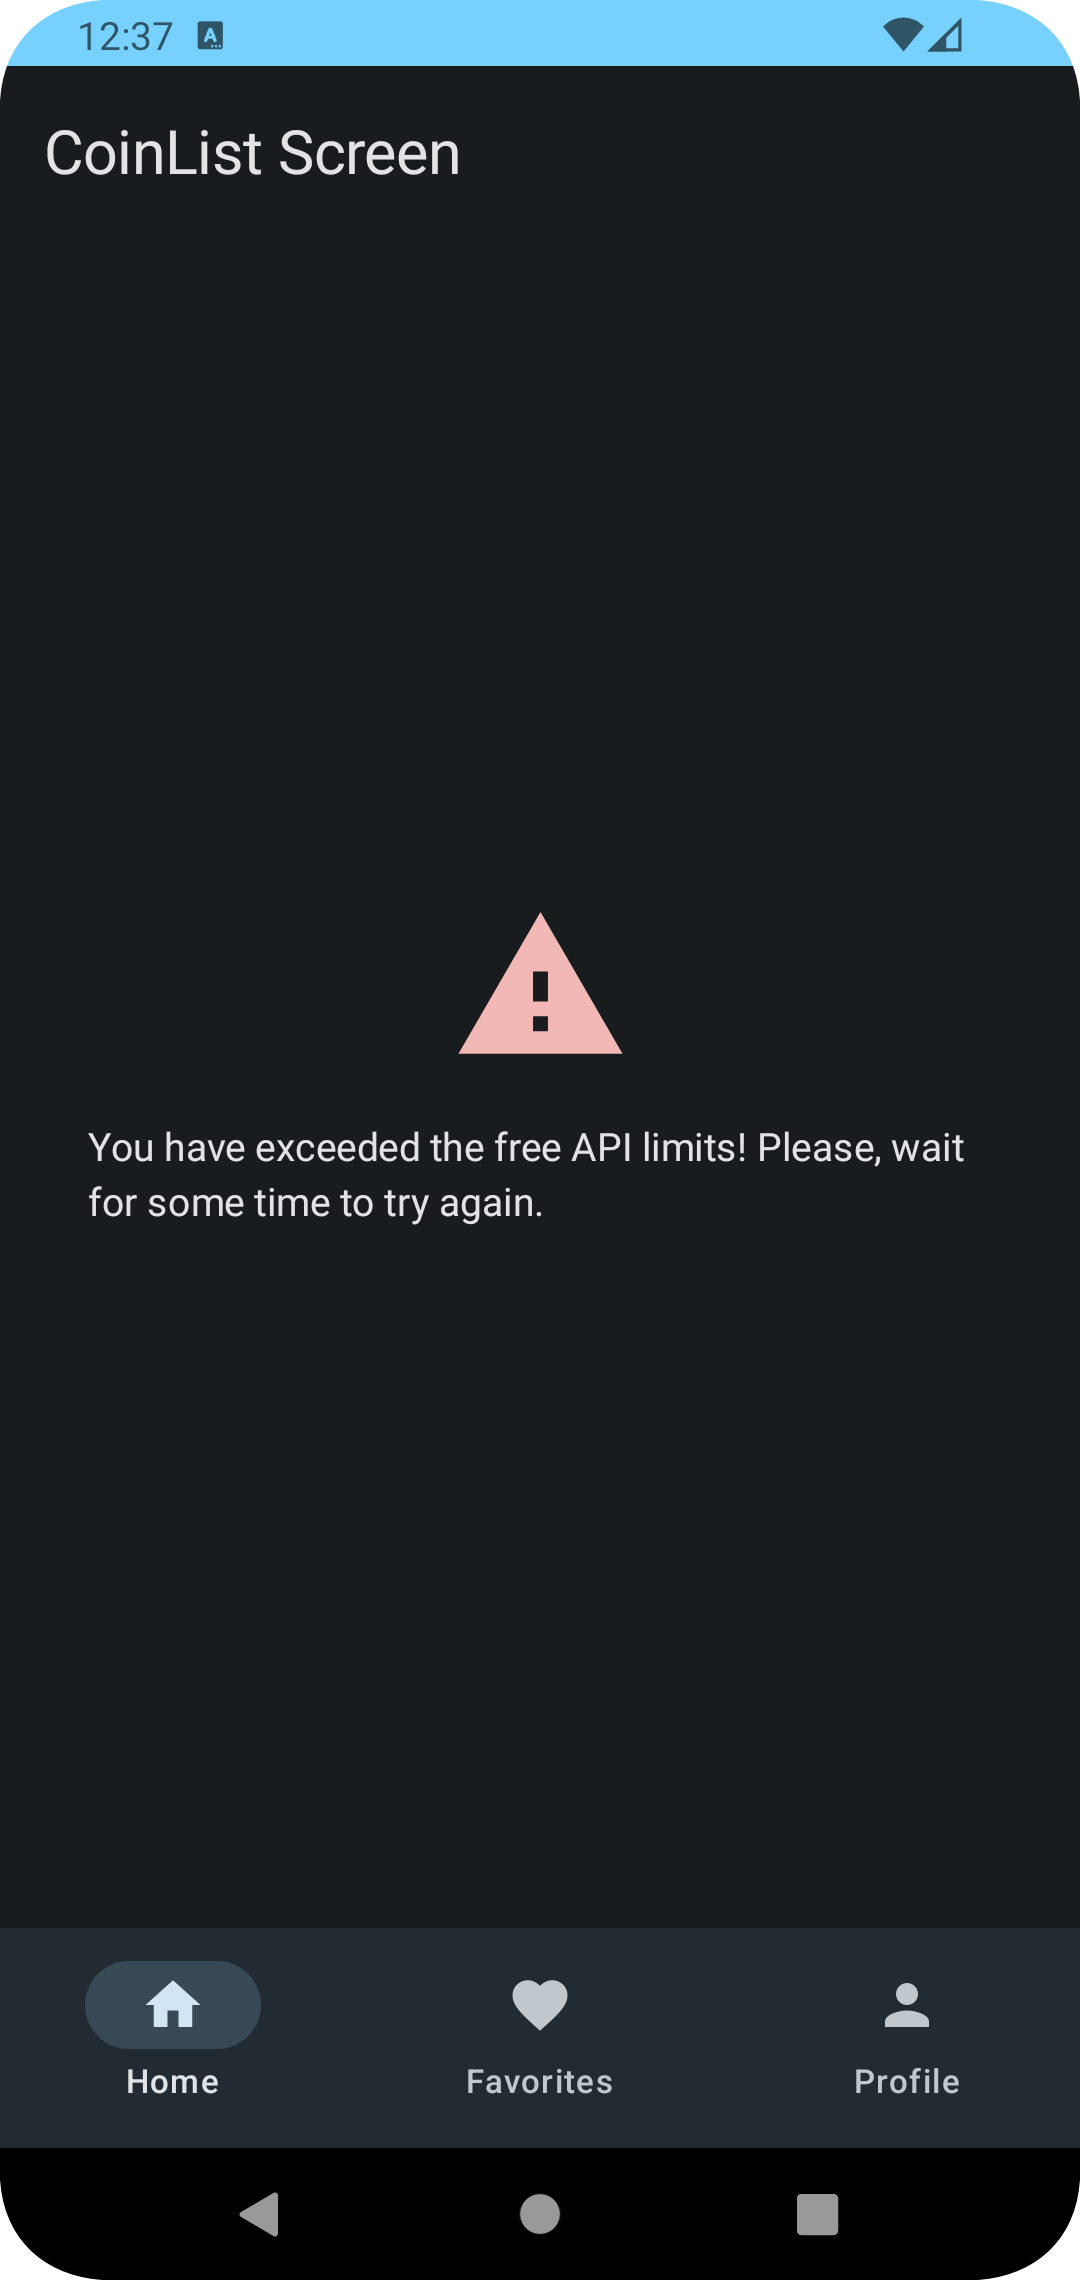 12:37
CoinList Screen
You have exceeded the free API limits! Please, wait
for some time to try again.
Home
Favorites
Profile